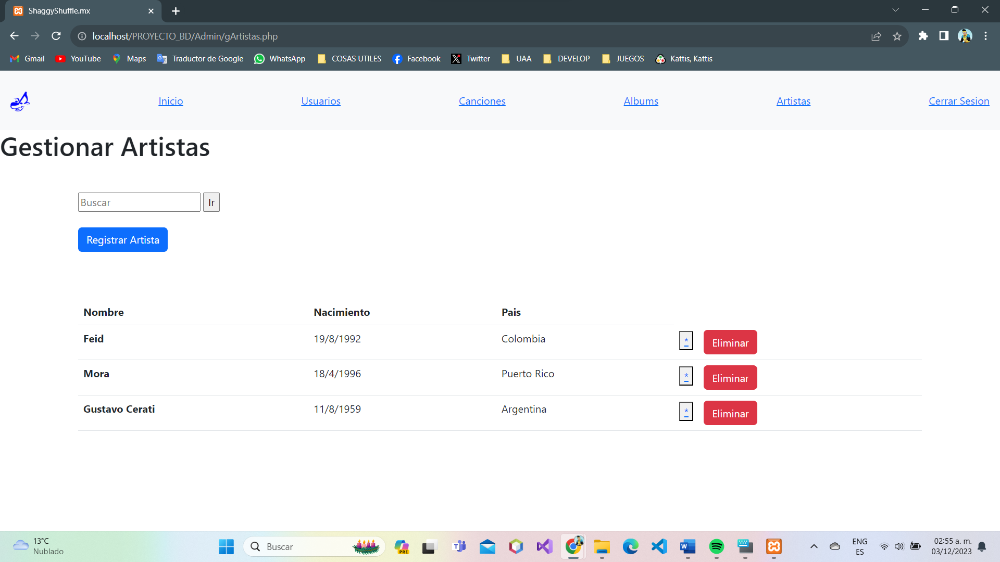 ShaggyShuffle.mx
localhost/PROYECTO_BD/Admin/gArtistas.php
Gmail YouTube Maps Traductor de Google WhatsApp COSAS UTILES Facebook Twitter UAA DEVELOP JUEGOS Kattis, Kattis
Inicio Usuarios Canciones Albums Artistas Cerrar Sesion
Gestionar Artistas
Buscar Ir
Registrar Artista
Nombre Nacimiento Pais
Feid 19/8/1992 Colombia * Eliminar
Mora 18/4/1996 Puerto Rico * Eliminar
Gustavo Cerati 11/8/1959 Argentina * Eliminar
13°C
Nublado
Buscar
PRE
ENG
ES
02:55 a. m.
03/12/2023